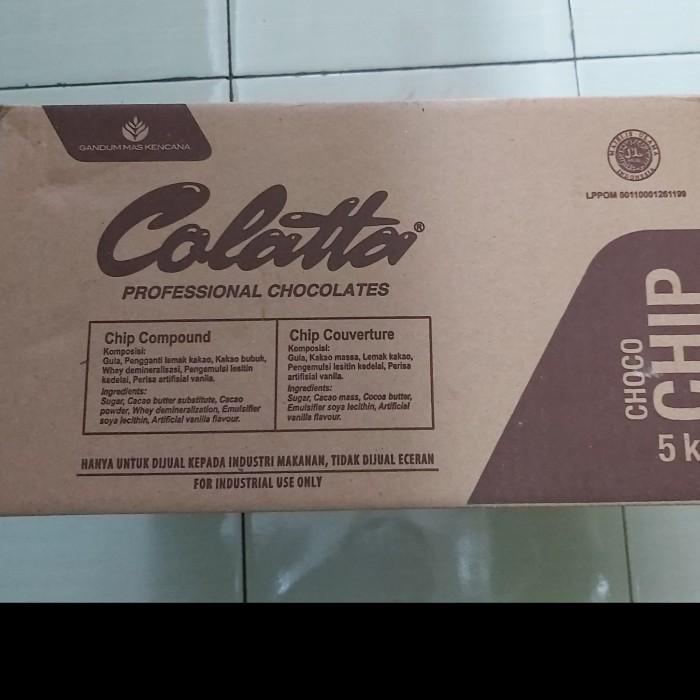 GANDUM MAS KENCANA
MAJELIS ULAMA
INDONESIA
LPPOM 00110001261199
Colatta®
PROFESSIONAL CHOCOLATES
Chip Compound
Komposisi:
Gula, Pengganti lemak kakao, Kakao bubuk,
Whey demineralisasi, Pengemulsi lesitin
kedelai, Perisa artifisial vanila.
Ingredients:
Sugar, Cacao butter substitute, Cacao
powder, Whey demineralization, Emulsifier
soya lecithin, Artificial vanilla flavour.
Chip Couverture
Komposisi:
Gula, Kakao massa, Lemak kakao,
Pengemulsi lesitin kedelai, Perisa
artifisial vanila.
Ingredients:
Sugar, Cacao mass, Cocoa butter,
Emulsifier soya lecithin, Artificial
vanilla flavour.
HANYA UNTUK DIJUAL KEPADA INDUSTRI MAKANAN, TIDAK DIJUAL ECERAN
FOR INDUSTRIAL USE ONLY
CHOCO
CHIP
5 k